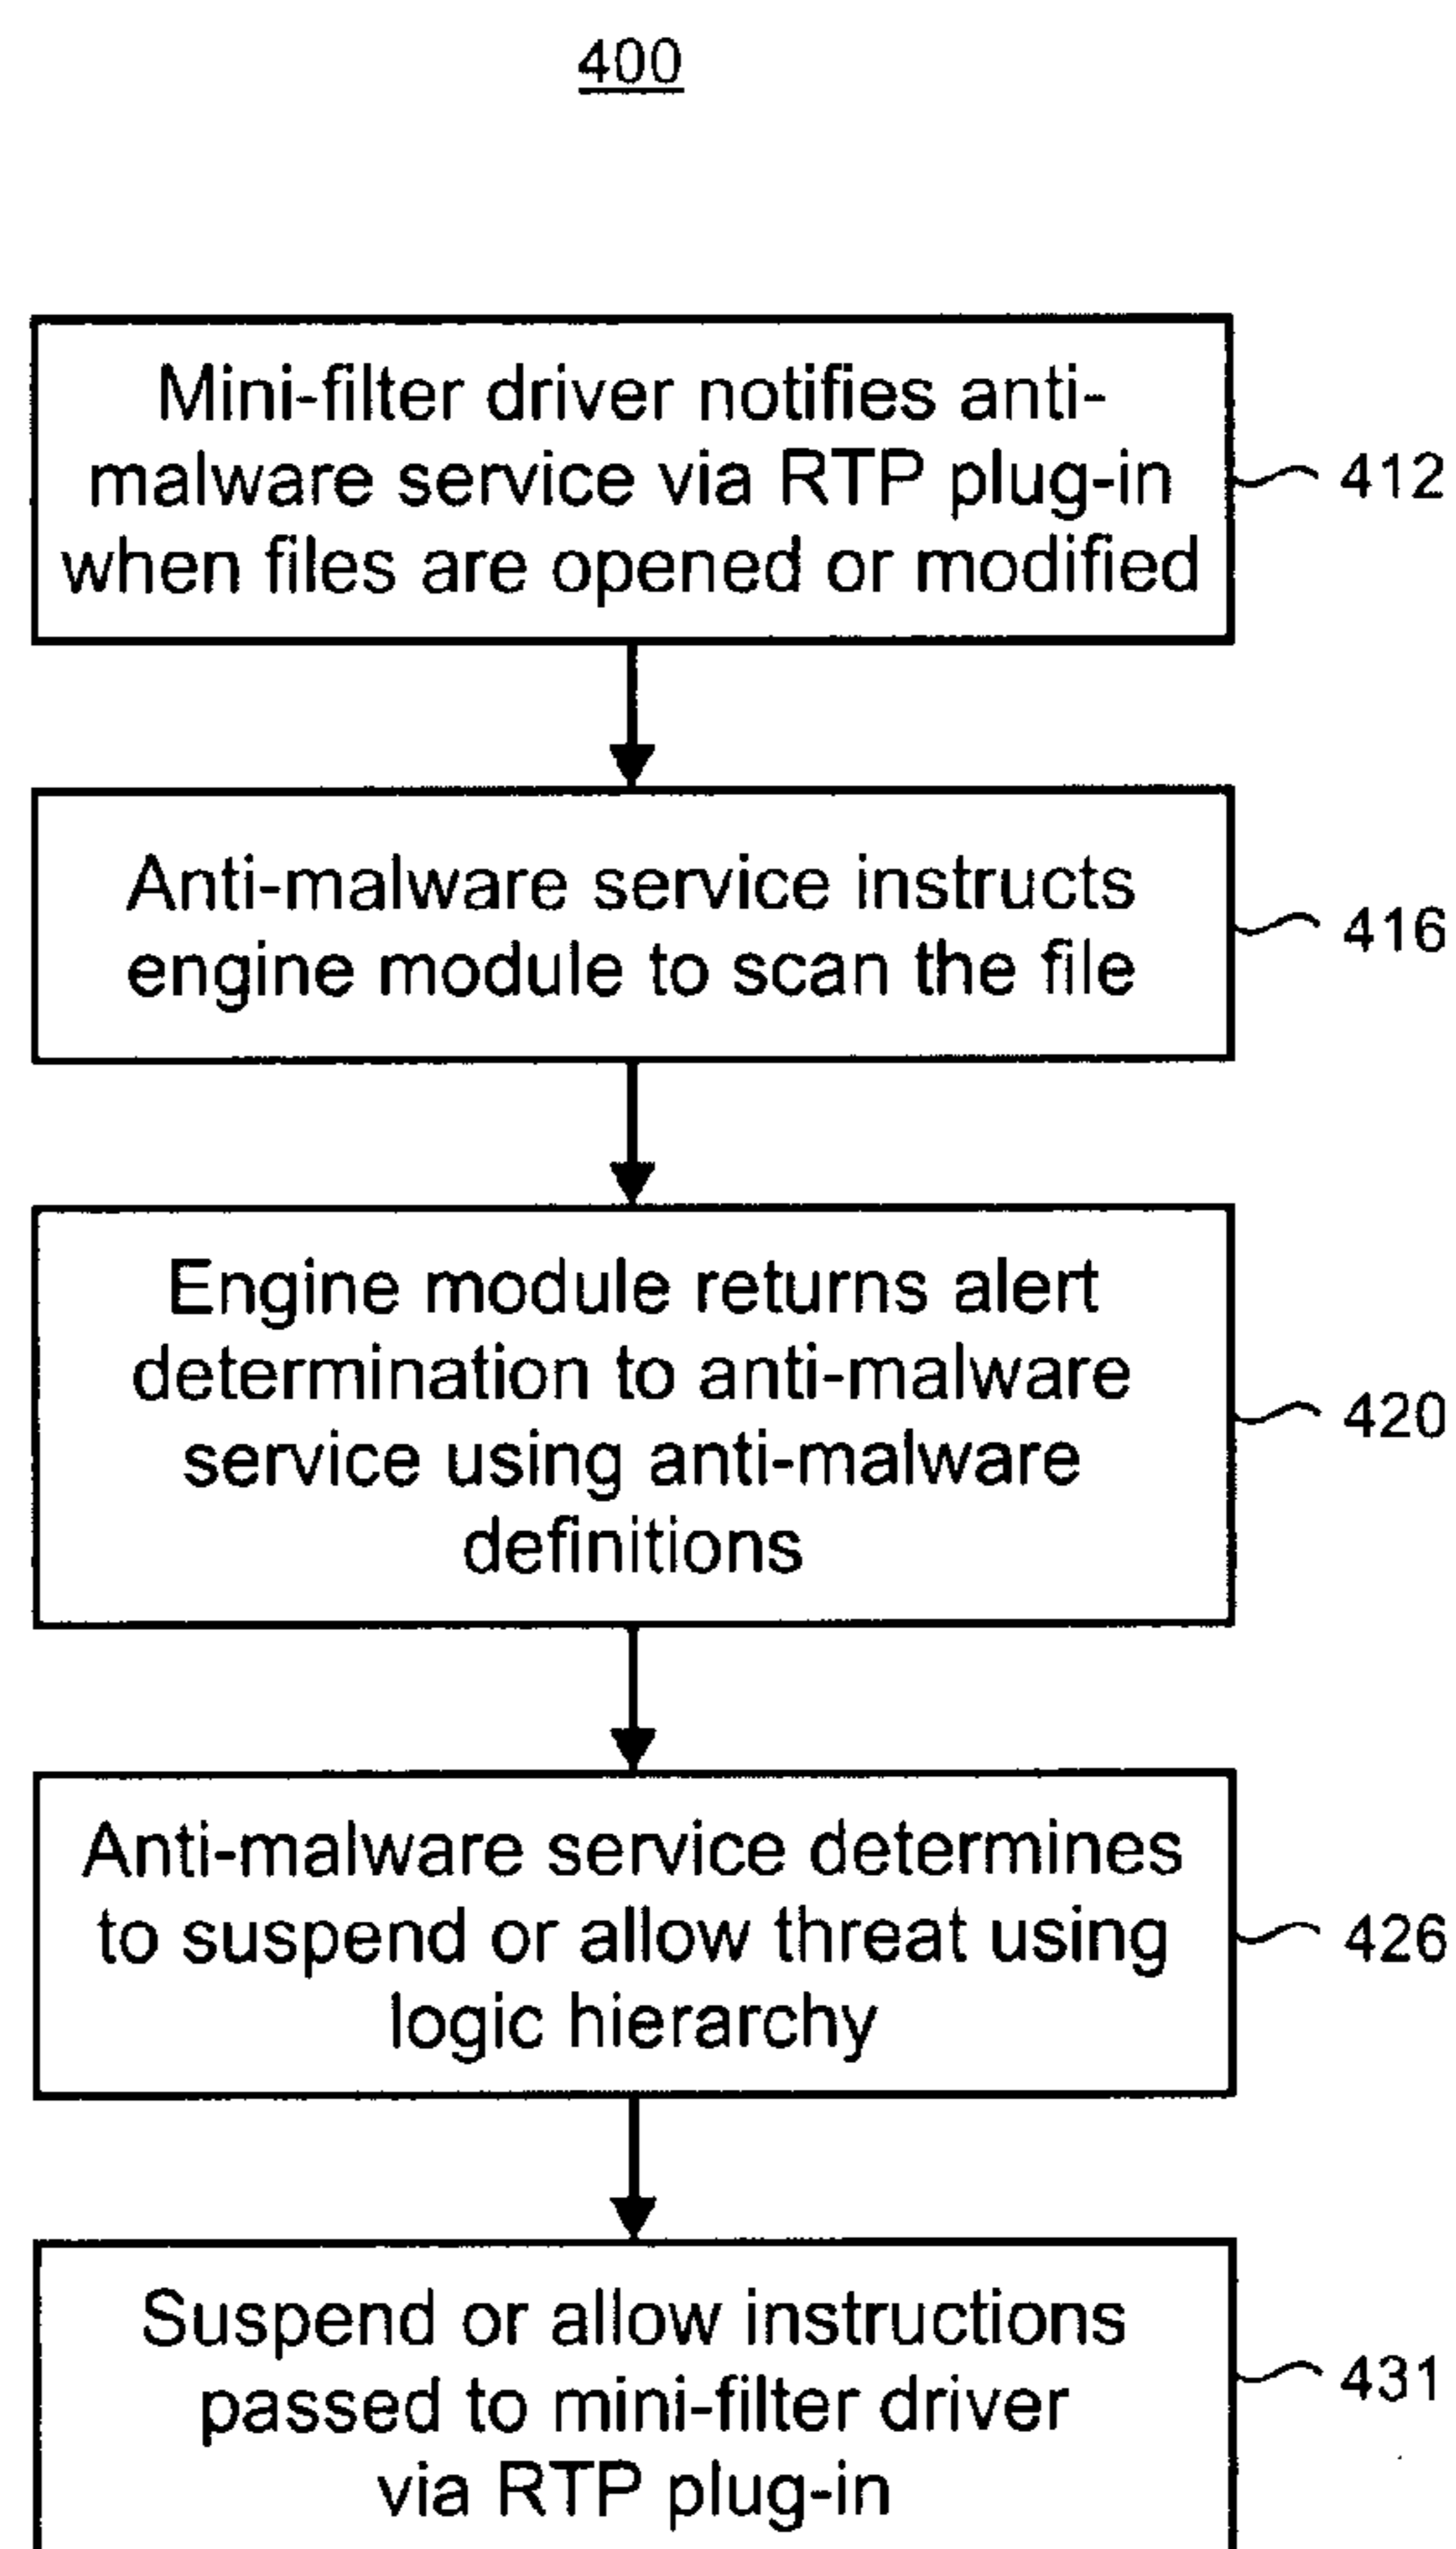 400
Mini-filter driver notifies anti-
malware service via RTP plug-in
when files are opened or modified
412
Anti-malware service instructs
engine module to scan the file
416
Engine module returns alert
determination to anti-malware
service using anti-malware
definitions
420
Anti-malware service determines
to suspend or allow threat using
logic hierarchy
426
Suspend or allow instructions
passed to mini-filter driver
via RTP plug-in
431